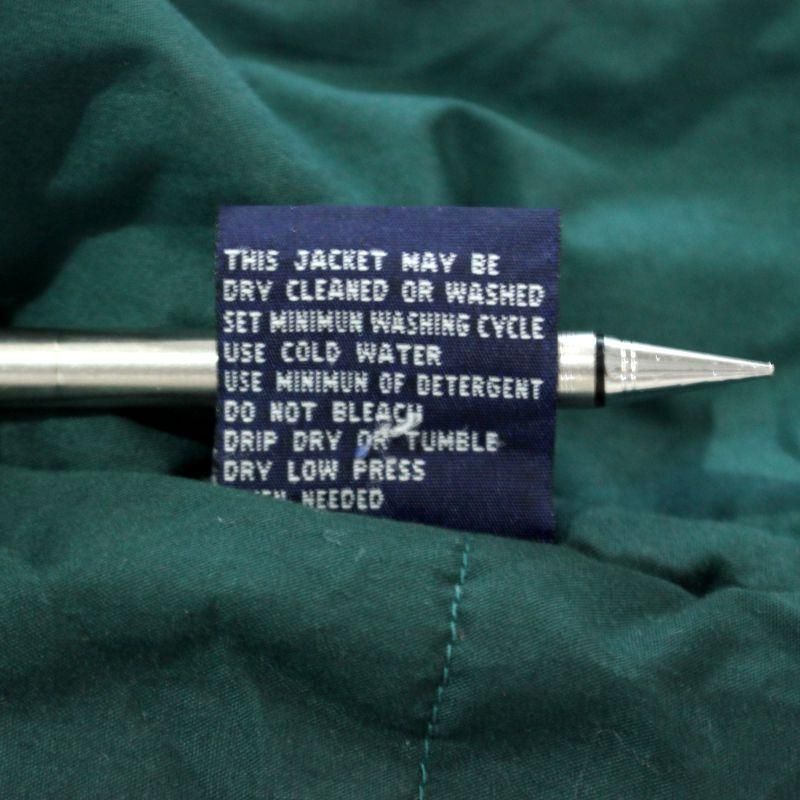 THIS JACKET MAY BE
DRY CLEANED OR WASHED
SET MINIMUN WASHING CYCLE
USE COLD WATER
USE MINIMUN OF DETERGENT
DO NOT BLEACH
DRIP DRY OR TUMBLE
DRY LOW PRESS
NEEDED